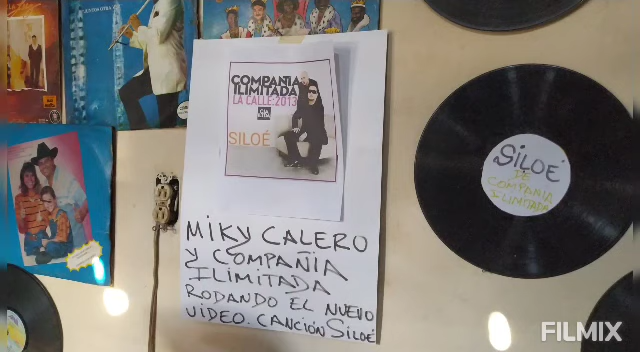 COMPAÑIA
ILIMITADA
LA CALLE:2013
SILOÉ
MIKY CALERO
Y COMPAÑIA
ILIMITADA
RODANDO EL NUEVO
VIDEO. CANCIÓN SILOÉ
SILOÉ
DE
COMPAÑIA
ILIMITADA
FILMIX